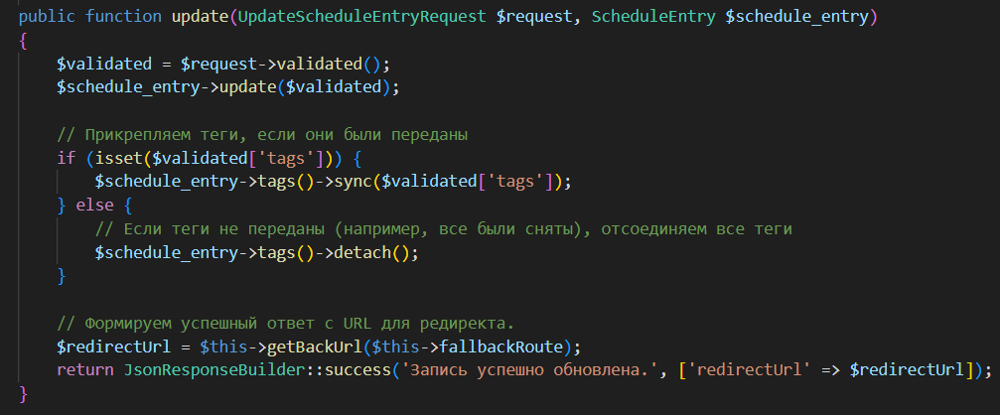 public function update(UpdateScheduleEntryRequest $request, ScheduleEntry $schedule_entry)
{
    $validated = $request->validated();
    $schedule_entry->update($validated);

    // Прикрепляем теги, если они были переданы
    if (isset($validated['tags'])) {
        $schedule_entry->tags()->sync($validated['tags']);
    } else {
        // Если теги не переданы (например, все были сняты), отсоединяем все теги
        $schedule_entry->tags()->detach();
    }

    // Формируем успешный ответ с URL для редиректа.
    $redirectUrl = $this->getBackUrl($this->fallbackRoute);
    return JsonResponseBuilder::success('Запись успешно обновлена.', ['redirectUrl' => $redirectUrl]);
}